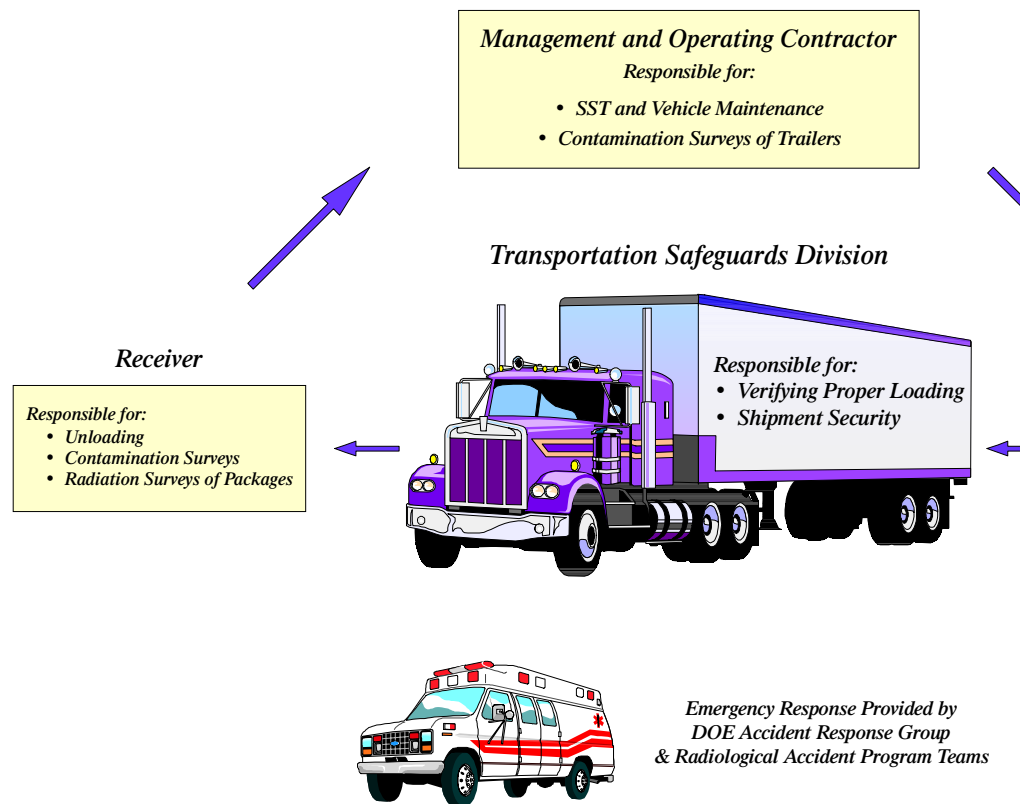 Management and Operating Contractor
Responsible for:
• SST and Vehicle Maintenance
• Contamination Surveys of Trailers
Transportation Safeguards Division
Responsible for:
• Verifying Proper Loading
• Shipment Security
Receiver
Responsible for:
• Unloading
• Contamination Surveys
• Radiation Surveys of Packages
Emergency Response Provided by
DOE Accident Response Group
& Radiological Accident Program Teams